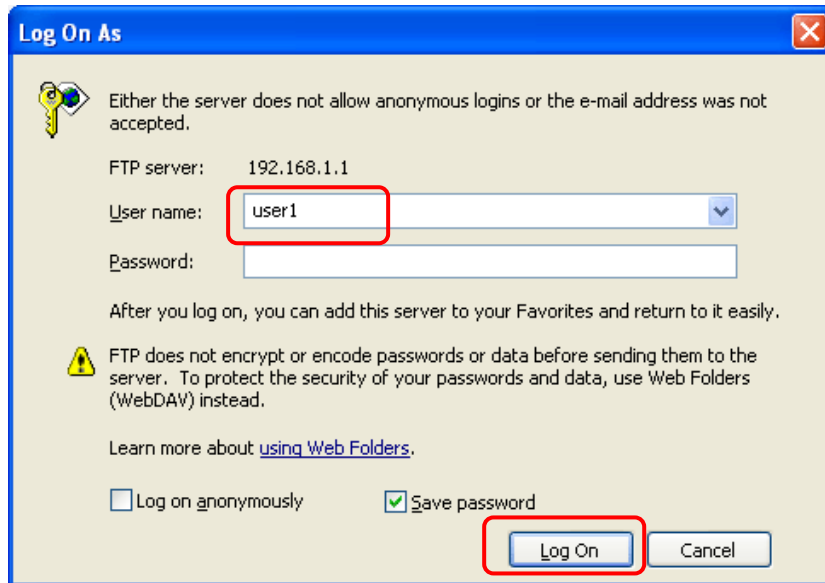 Log On As
Either the server does not allow anonymous logins or the e-mail address was not
accepted.
FTP server: 192.168.1.1
User name: user1
Password:
After you log on, you can add this server to your Favorites and return to it easily.
FTP does not encrypt or encode passwords or data before sending them to the
server. To protect the security of your passwords and data, use Web Folders
(WebDAV) instead.
Learn more about using Web Folders.
Log on anonymously Save password
Log On Cancel